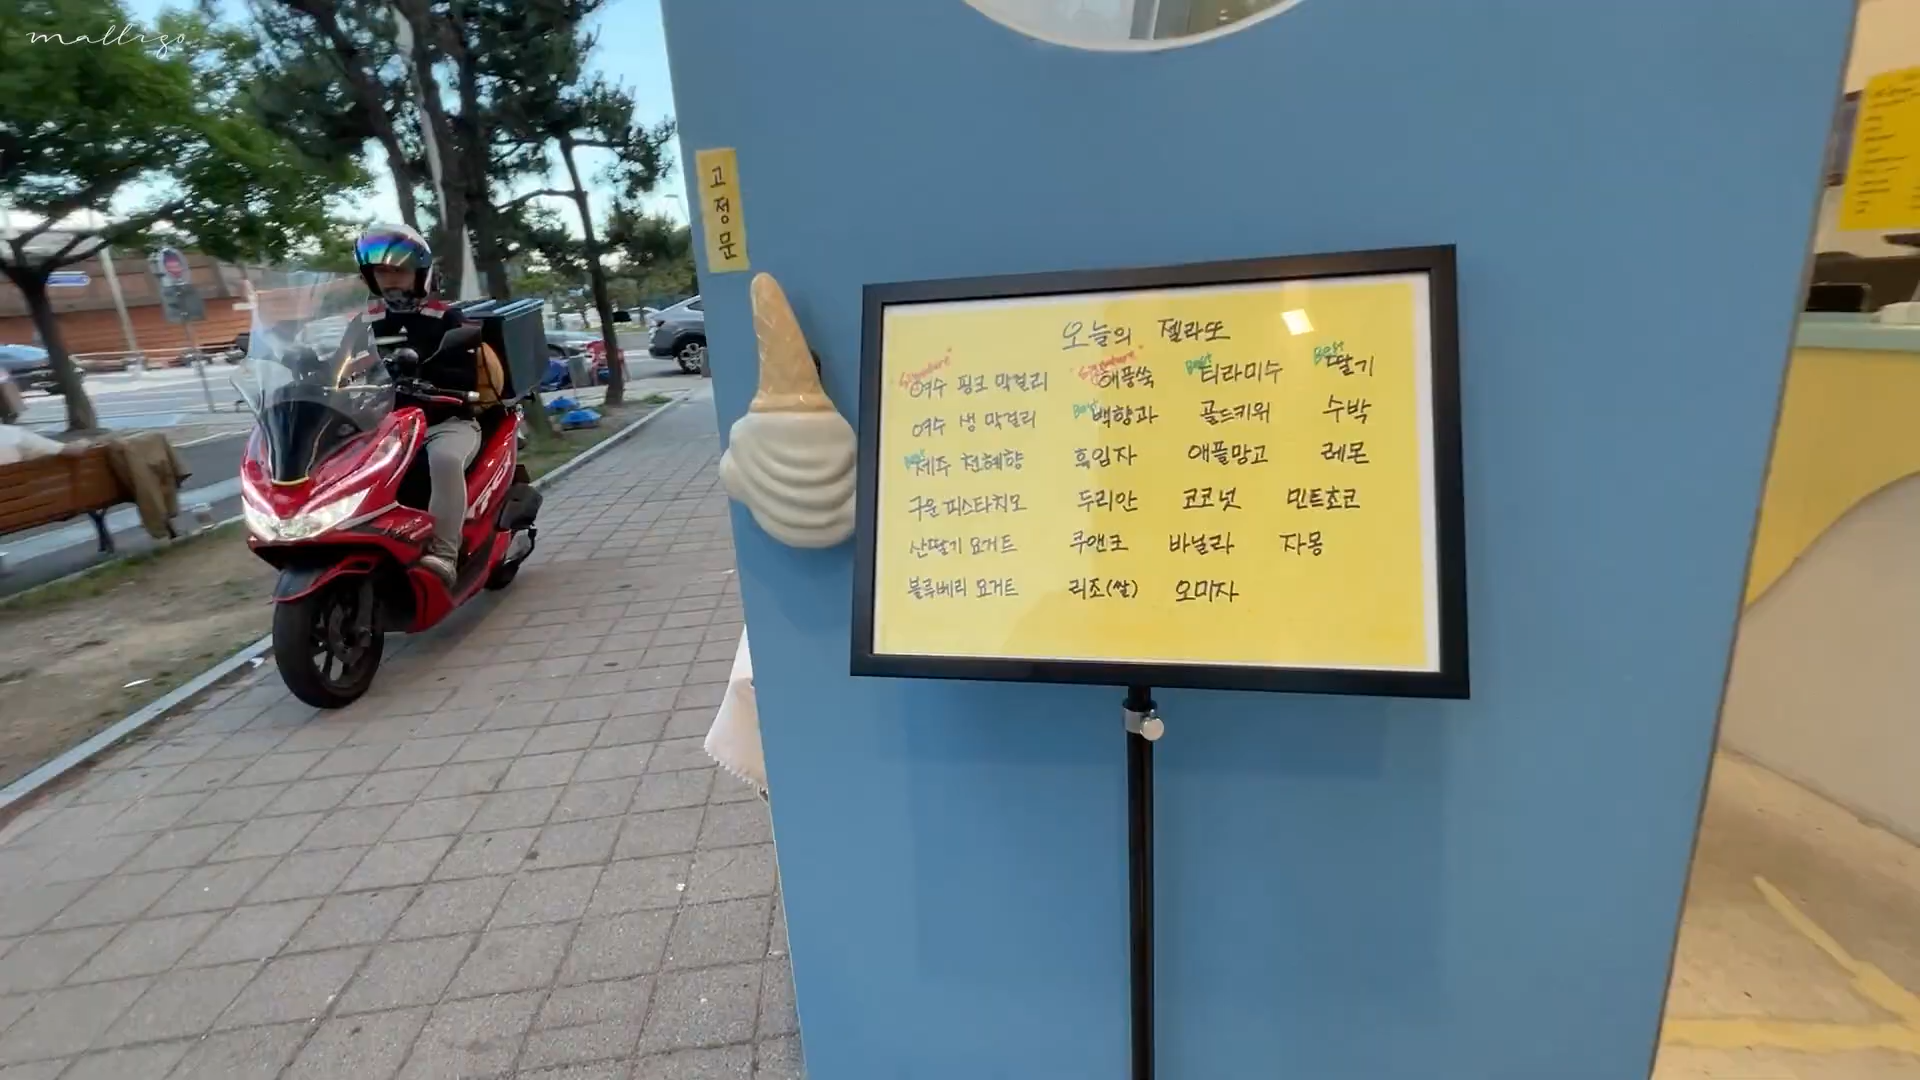 malligo
고정문
오늘의 젤라또
Signature 여수 핑크 막걸리 Signature 해풍쑥 Best 티라미수 Best 딸기
여수 생 막걸리 Best 백향과 골드키위 수박
Best 제주 천혜향 흑임자 애플망고 레몬
구운 피스타치오 두리안 코코넛 민트초코
산딸기 요거트 쿠앤크 바닐라 자몽
블루베리 요거트 리조(쌀) 오미자